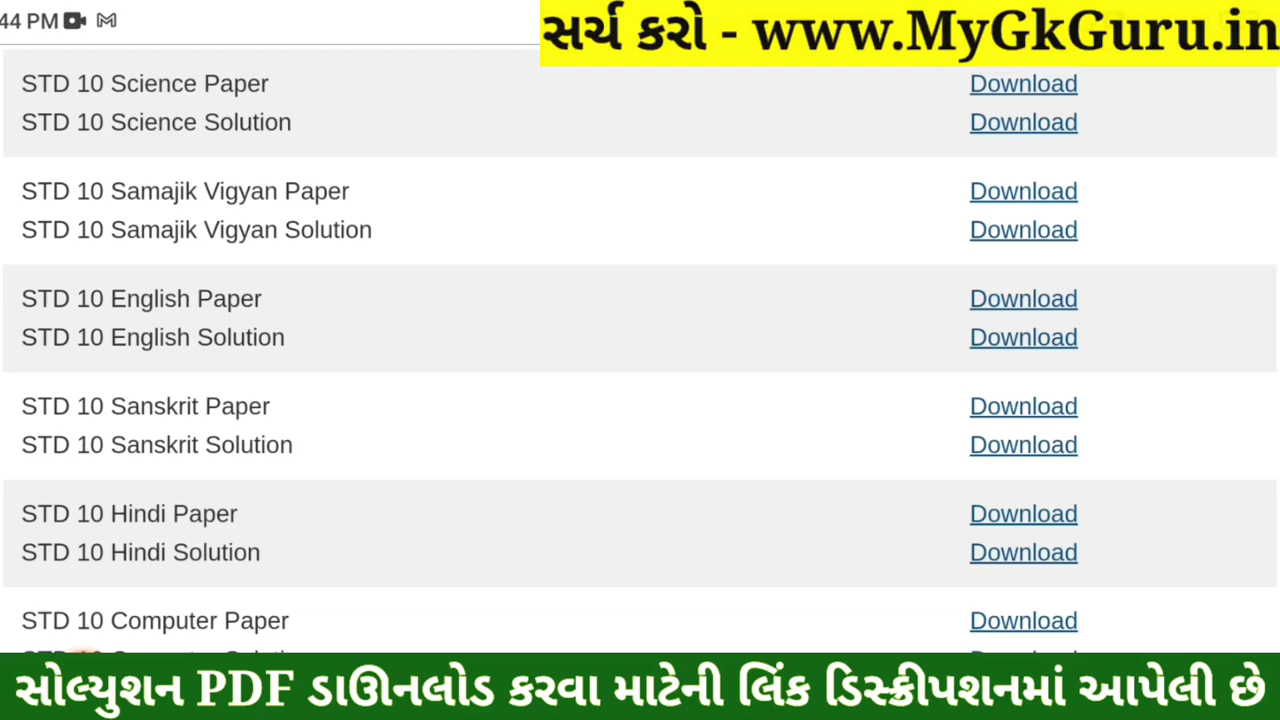 44 PM
સર્ચ કરો - www.MyGkGuru.in
STD 10 Science Paper Download
STD 10 Science Solution Download
STD 10 Samajik Vigyan Paper Download
STD 10 Samajik Vigyan Solution Download
STD 10 English Paper Download
STD 10 English Solution Download
STD 10 Sanskrit Paper Download
STD 10 Sanskrit Solution Download
STD 10 Hindi Paper Download
STD 10 Hindi Solution Download
STD 10 Computer Paper Download
સોલ્યુશન PDF ડાઊનલોડ કરવા માટેની લિંક ડિસ્ક્રીપશનમાં આપેલી છે